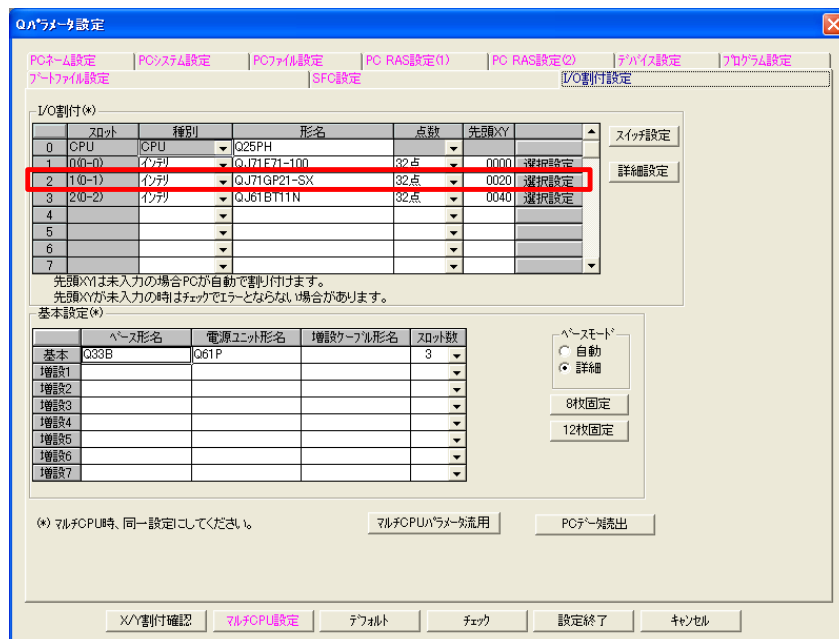 Qパラメータ設定
PCネーム設定 PCシステム設定 PCファイル設定 PC RAS設定(1) PC RAS設定(2) デバイス設定 プログラム設定
ブートファイル設定 SFC設定 I/O割付設定
I/O割付(*)
スロット 種別 形名 点数 先頭XY
0 CPU CPU Q25PH
1 0(0-0) インテリ QJ71E71-100 32点 0000 選択設定
2 1(0-1) インテリ QJ71GP21-SX 32点 0020 選択設定
3 2(0-2) インテリ QJ61BT11N 32点 0040 選択設定
4
5
6
7
スイッチ設定
詳細設定
先頭XYは未入力の場合PCが自動で割り付けます。
先頭XYが未入力の時はチェックでエラーとならない場合があります。
基本設定(*)
ベース形名 電源ユニット形名 増設ケーブル形名 スロット数
基本 Q33B Q61P 3
増設1
増設2
増設3
増設4
増設5
増設6
増設7
ベースモード
自動
詳細
8枚固定
12枚固定
(*) マルチCPU時、同一設定にしてください。
マルチCPUパラメータ流用 PCデータ読出
X/Y割付確認 マルチCPU設定 デフォルト チェック 設定終了 キャンセル